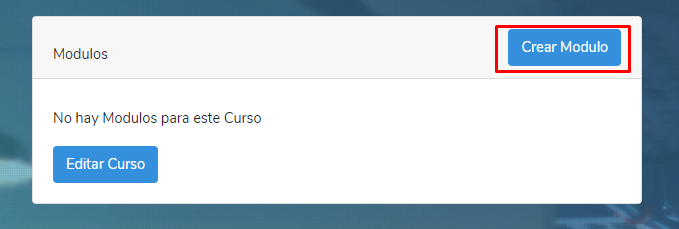 Modulos
Crear Modulo
No hay Modulos para este Curso
Editar Curso